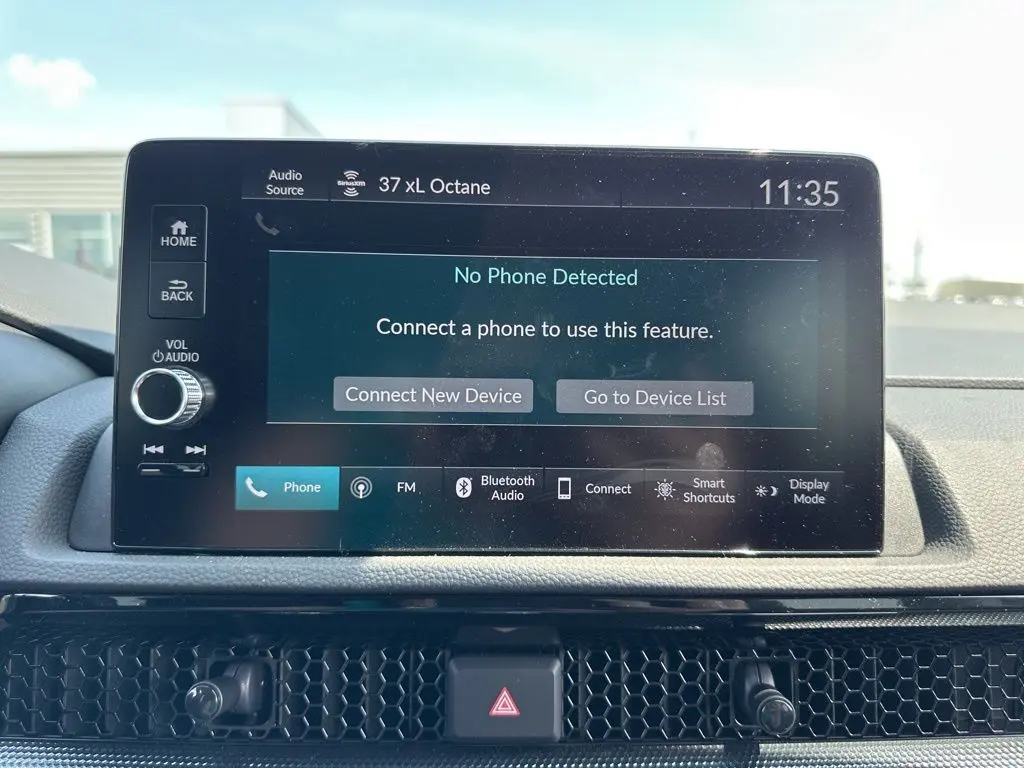 Audio
Source
SiriusXM
37 xL Octane
11:35
HOME
BACK
VOL
AUDIO
No Phone Detected
Connect a phone to use this feature.
Connect New Device
Go to Device List
Phone
FM
Bluetooth
Audio
Connect
Smart
Shortcuts
Display
Mode